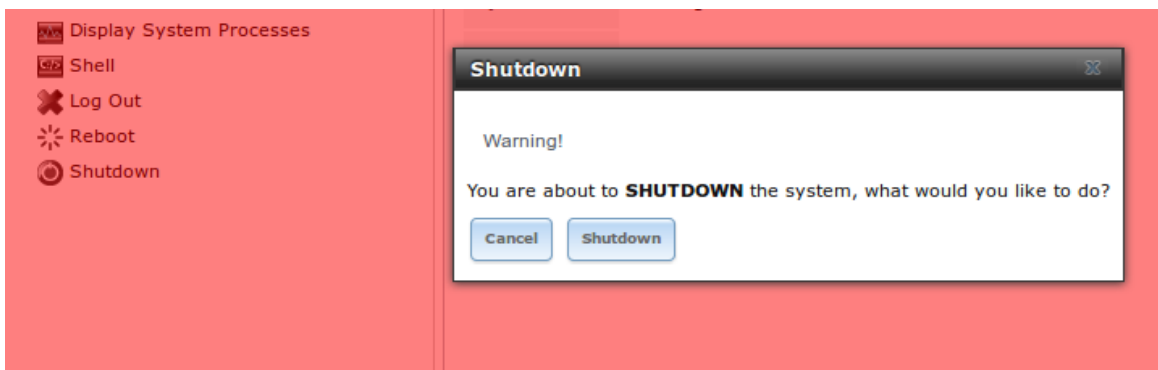 Display System Processes
Shell
Log Out
Reboot
Shutdown
Shutdown
Warning!
You are about to SHUTDOWN the system, what would you like to do?
Cancel Shutdown